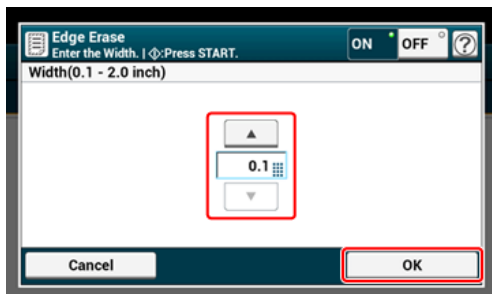 Edge Erase
Enter the Width. | :Press START.
ON OFF ?
Width(0.1 - 2.0 inch)
▲
0.1
▼
Cancel OK